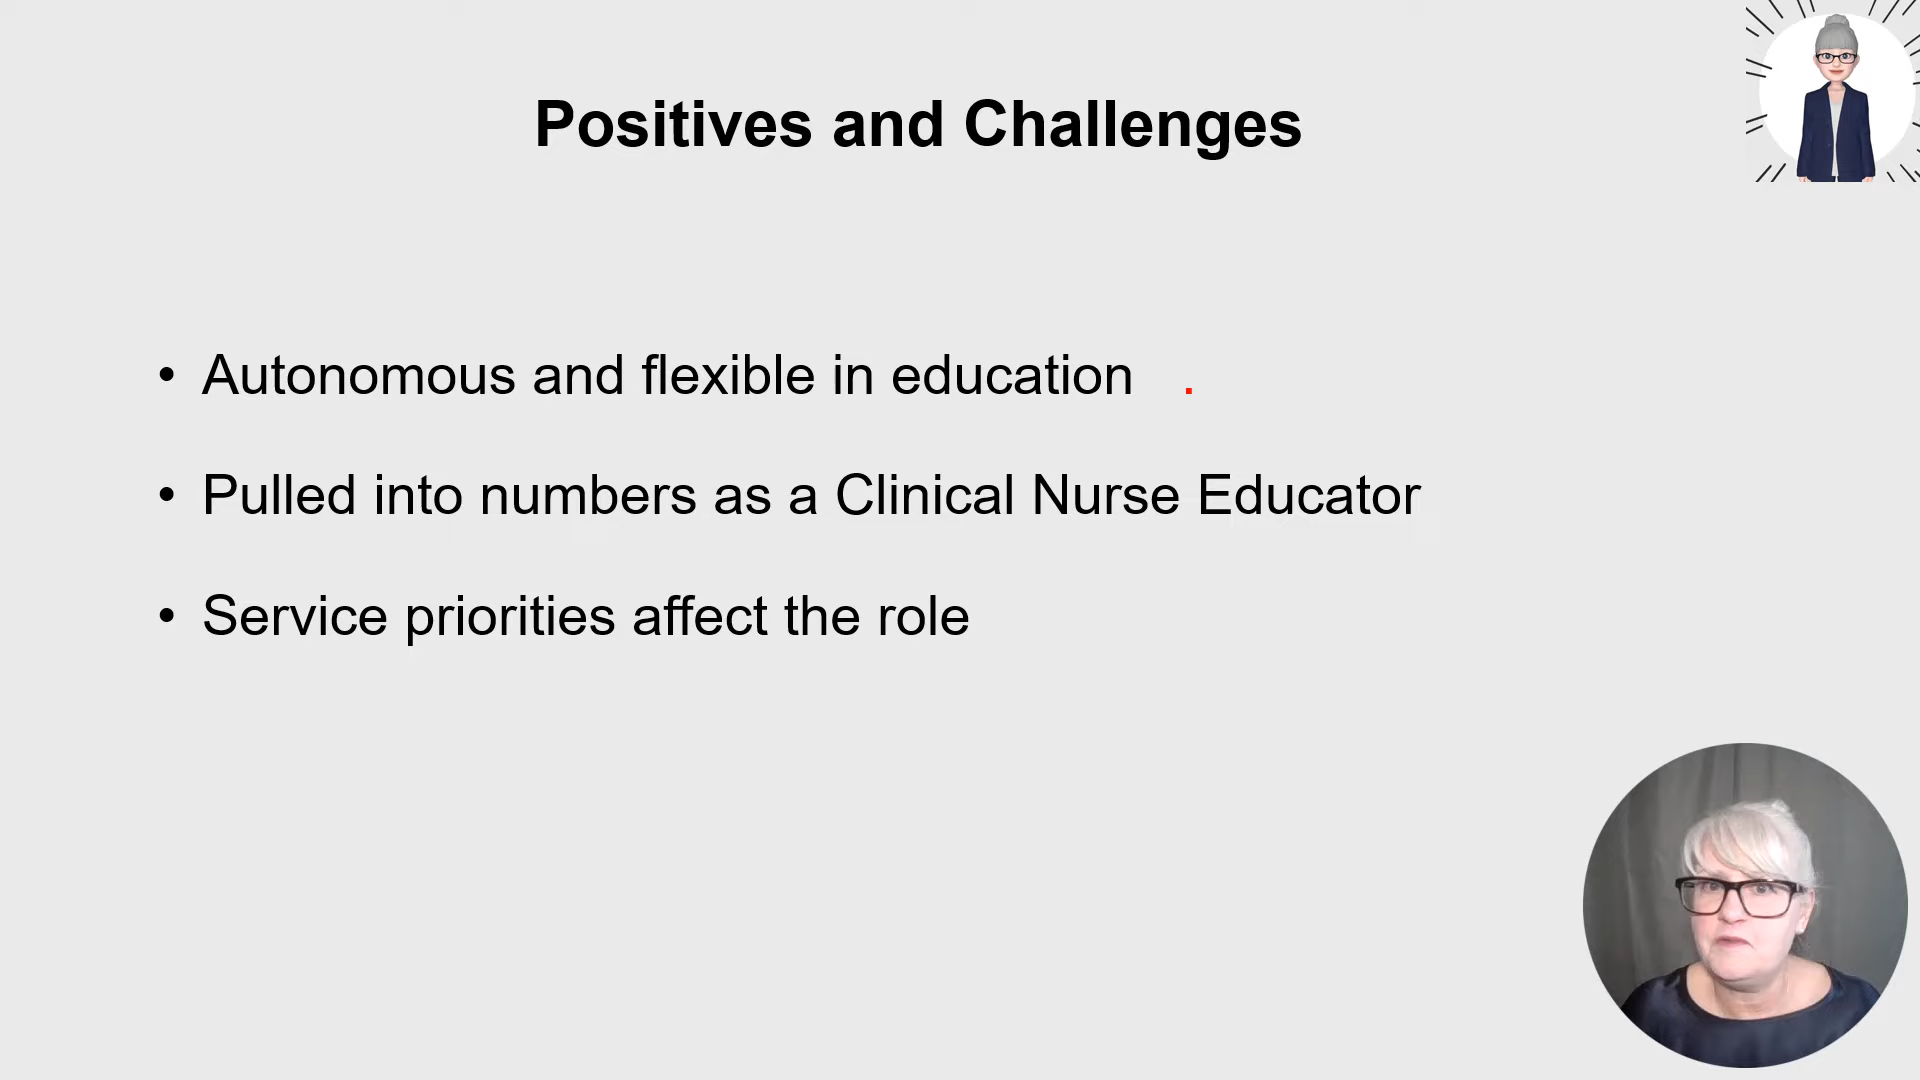 Positives and Challenges
• Autonomous and flexible in education .
• Pulled into numbers as a Clinical Nurse Educator
• Service priorities affect the role